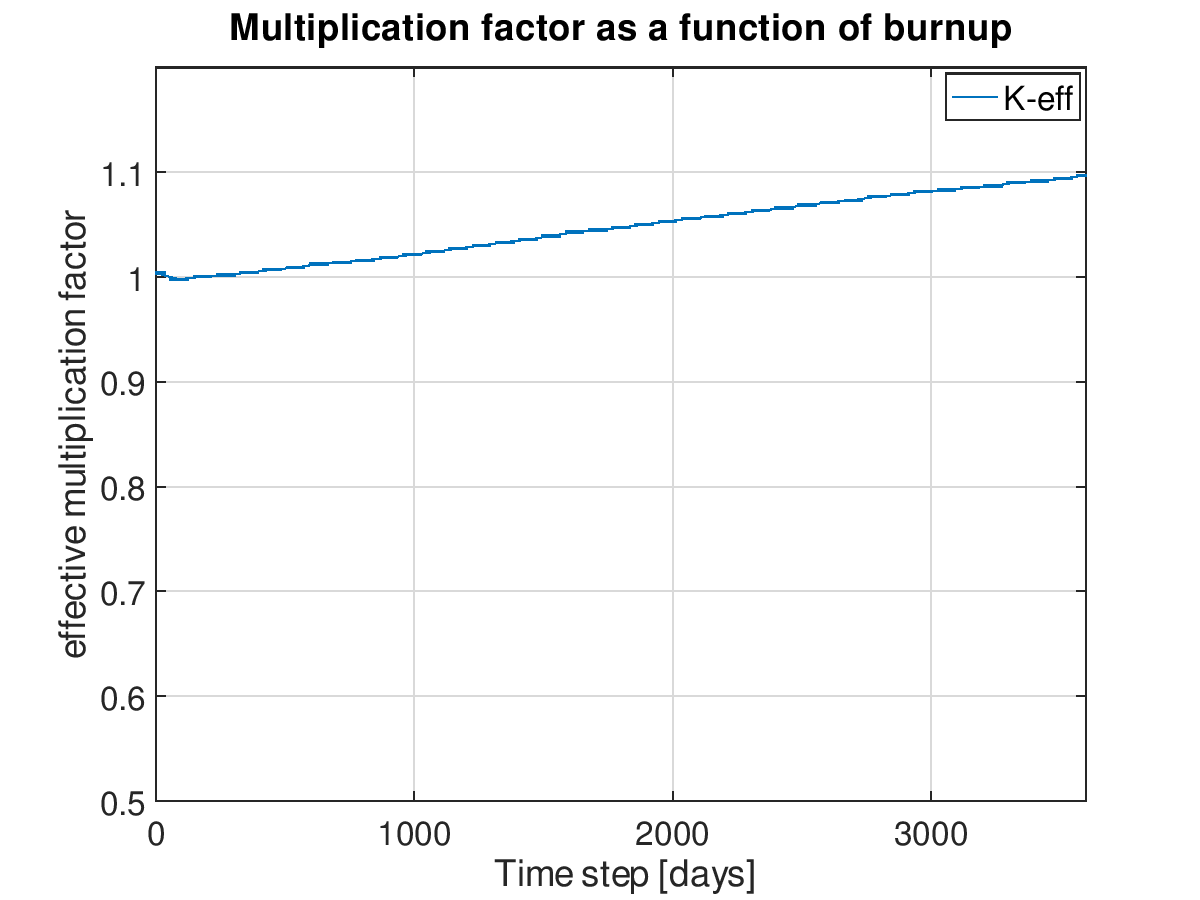 Multiplication factor as a function of burnup
K-eff
effective multiplication factor
1.1
1
0.9
0.8
0.7
0.6
0.5
0
1000
2000
3000
Time step [days]